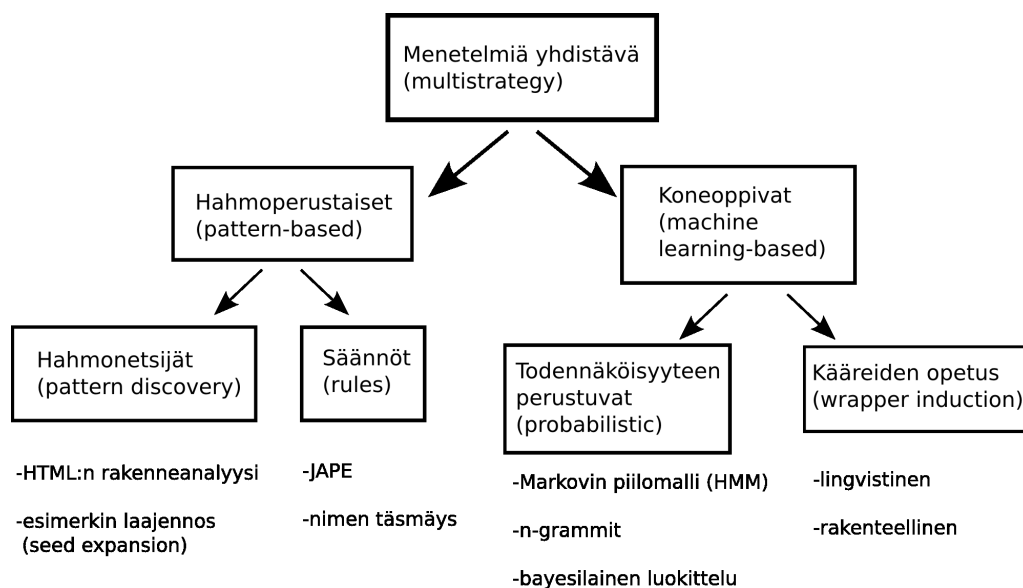 Menetelmiä yhdistävä
(multistrategy)
Hahmoperustaiset
(pattern-based)
Koneoppivat
(machine
learning-based)
Hahmonetsijät
(pattern discovery)
Säännöt
(rules)
Todennäköisyyteen
perustuvat
(probabilistic)
Kääreiden opetus
(wrapper induction)
-HTML:n rakenneanalyysi
-esimerkin laajennos
(seed expansion)
-JAPE
-nimen täsmäys
-Markovin piilomalli (HMM)
-n-grammit
-bayesilainen luokittelu
-lingvistinen
-rakenteellinen